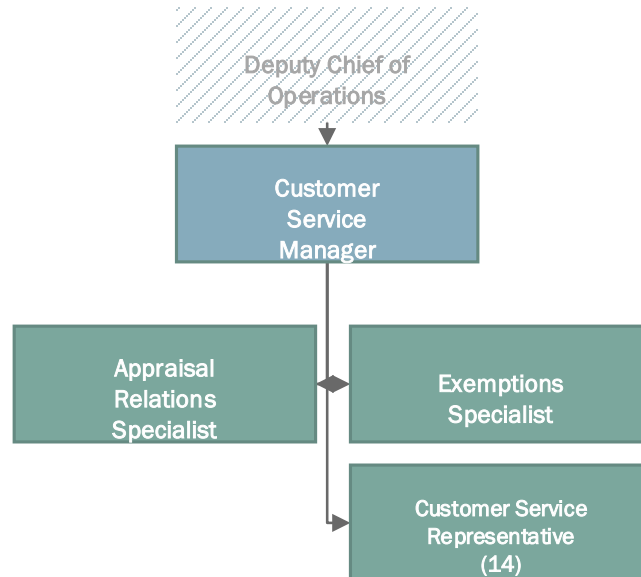 Deputy Chief of
Operations
Customer
Service
Manager
Appraisal
Relations
Specialist
Exemptions
Specialist
Customer Service
Representative
(14)